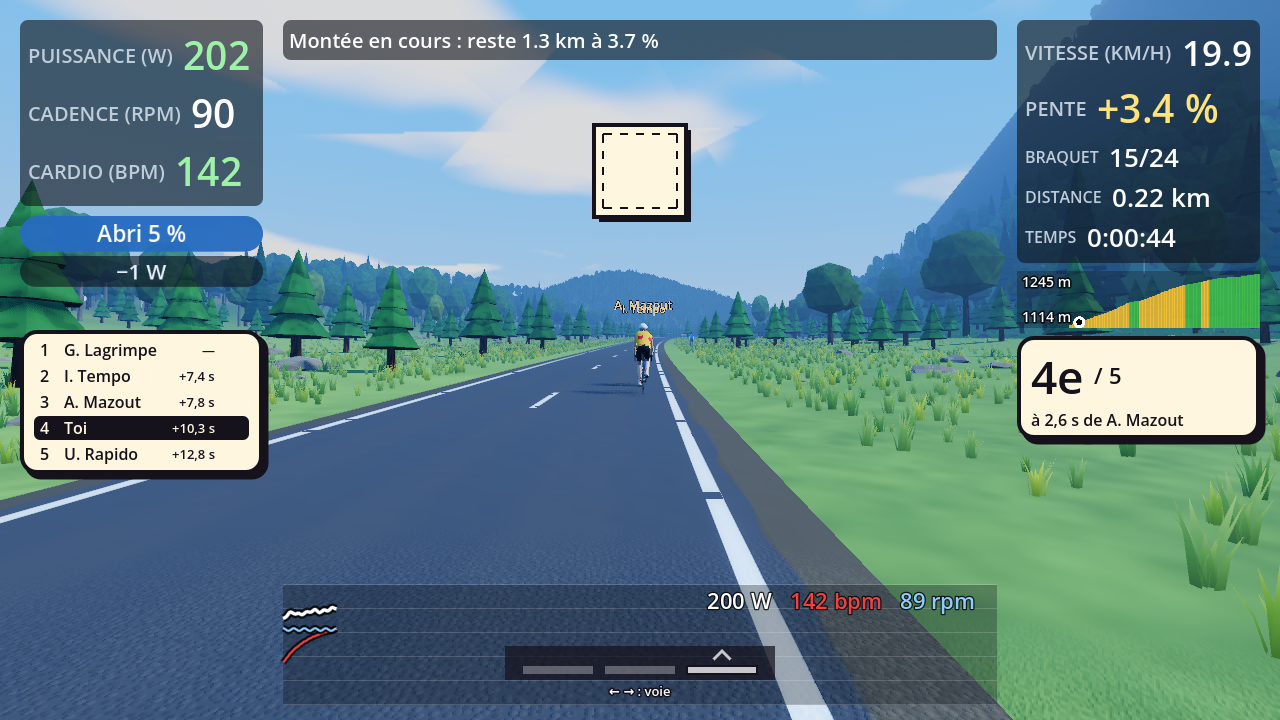 PUISSANCE (W) 202
CADENCE (RPM) 90
CARDIO (BPM) 142
Abri 5 %
−1 W
1 G. Lagrimpe —
2 I. Tempo +7,4 s
3 A. Mazout +7,8 s
4 Toi +10,3 s
5 U. Rapido +12,8 s
Montée en cours : reste 1.3 km à 3.7 %
A. Mazout
VITESSE (KM/H) 19.9
PENTE +3.4 %
BRAQUET 15/24
DISTANCE 0.22 km
TEMPS 0:00:44
1245 m
1114 m
4e / 5
à 2,6 s de A. Mazout
200 W 142 bpm 89 rpm
← → : voie